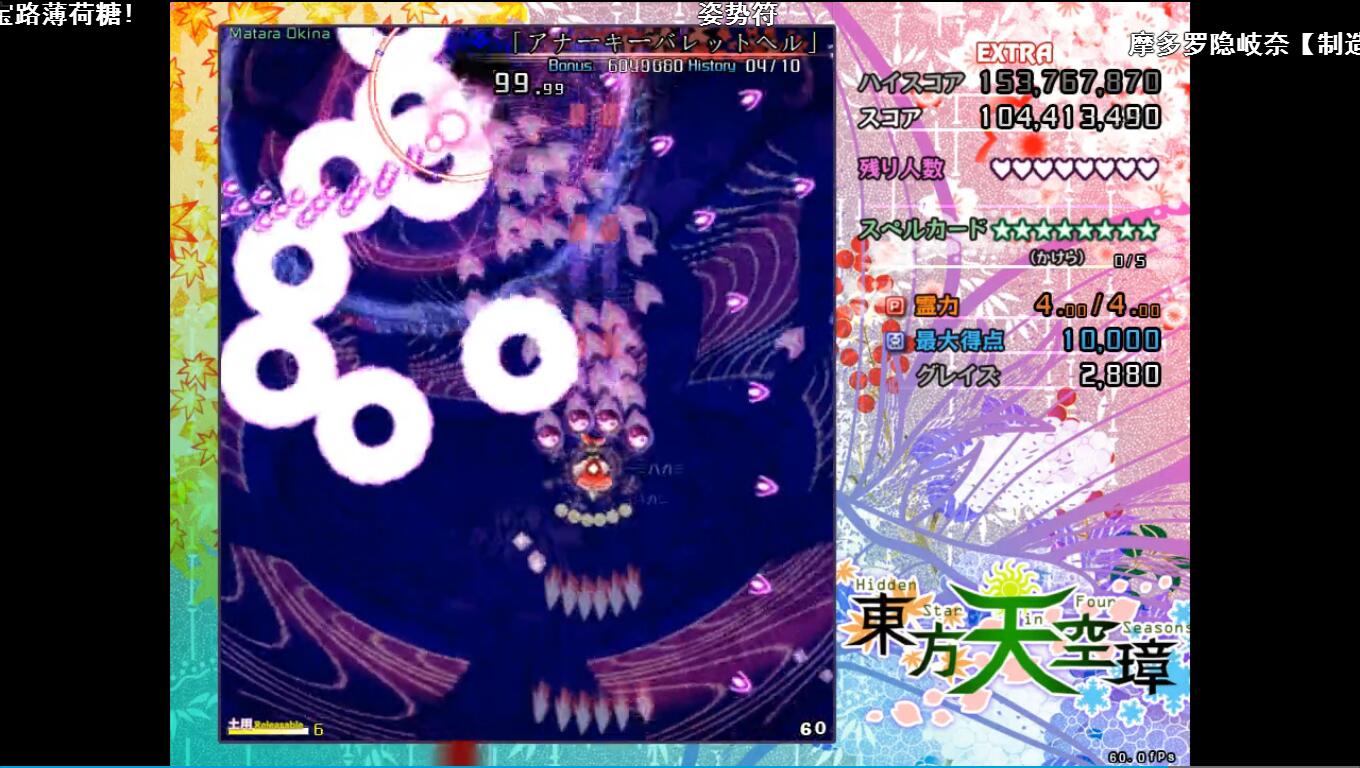 宝路薄荷糖！
姿势符
摩多罗隐岐奈【制造
Matara Okina
「アナーキーバレットヘル」
Bonus 6049080 History 04/10
99.99
EXTRA
ハイスコア 153,767,870
スコア 104,413,490
残り人数
スペルカード
(かけら) 0/5
P 霊力 4.00/4.00
最大得点 10,000
グレイズ 2,880
Hidden Star in Four Seasons
東方天空璋
土用 Releasable 6
60
60.0fps